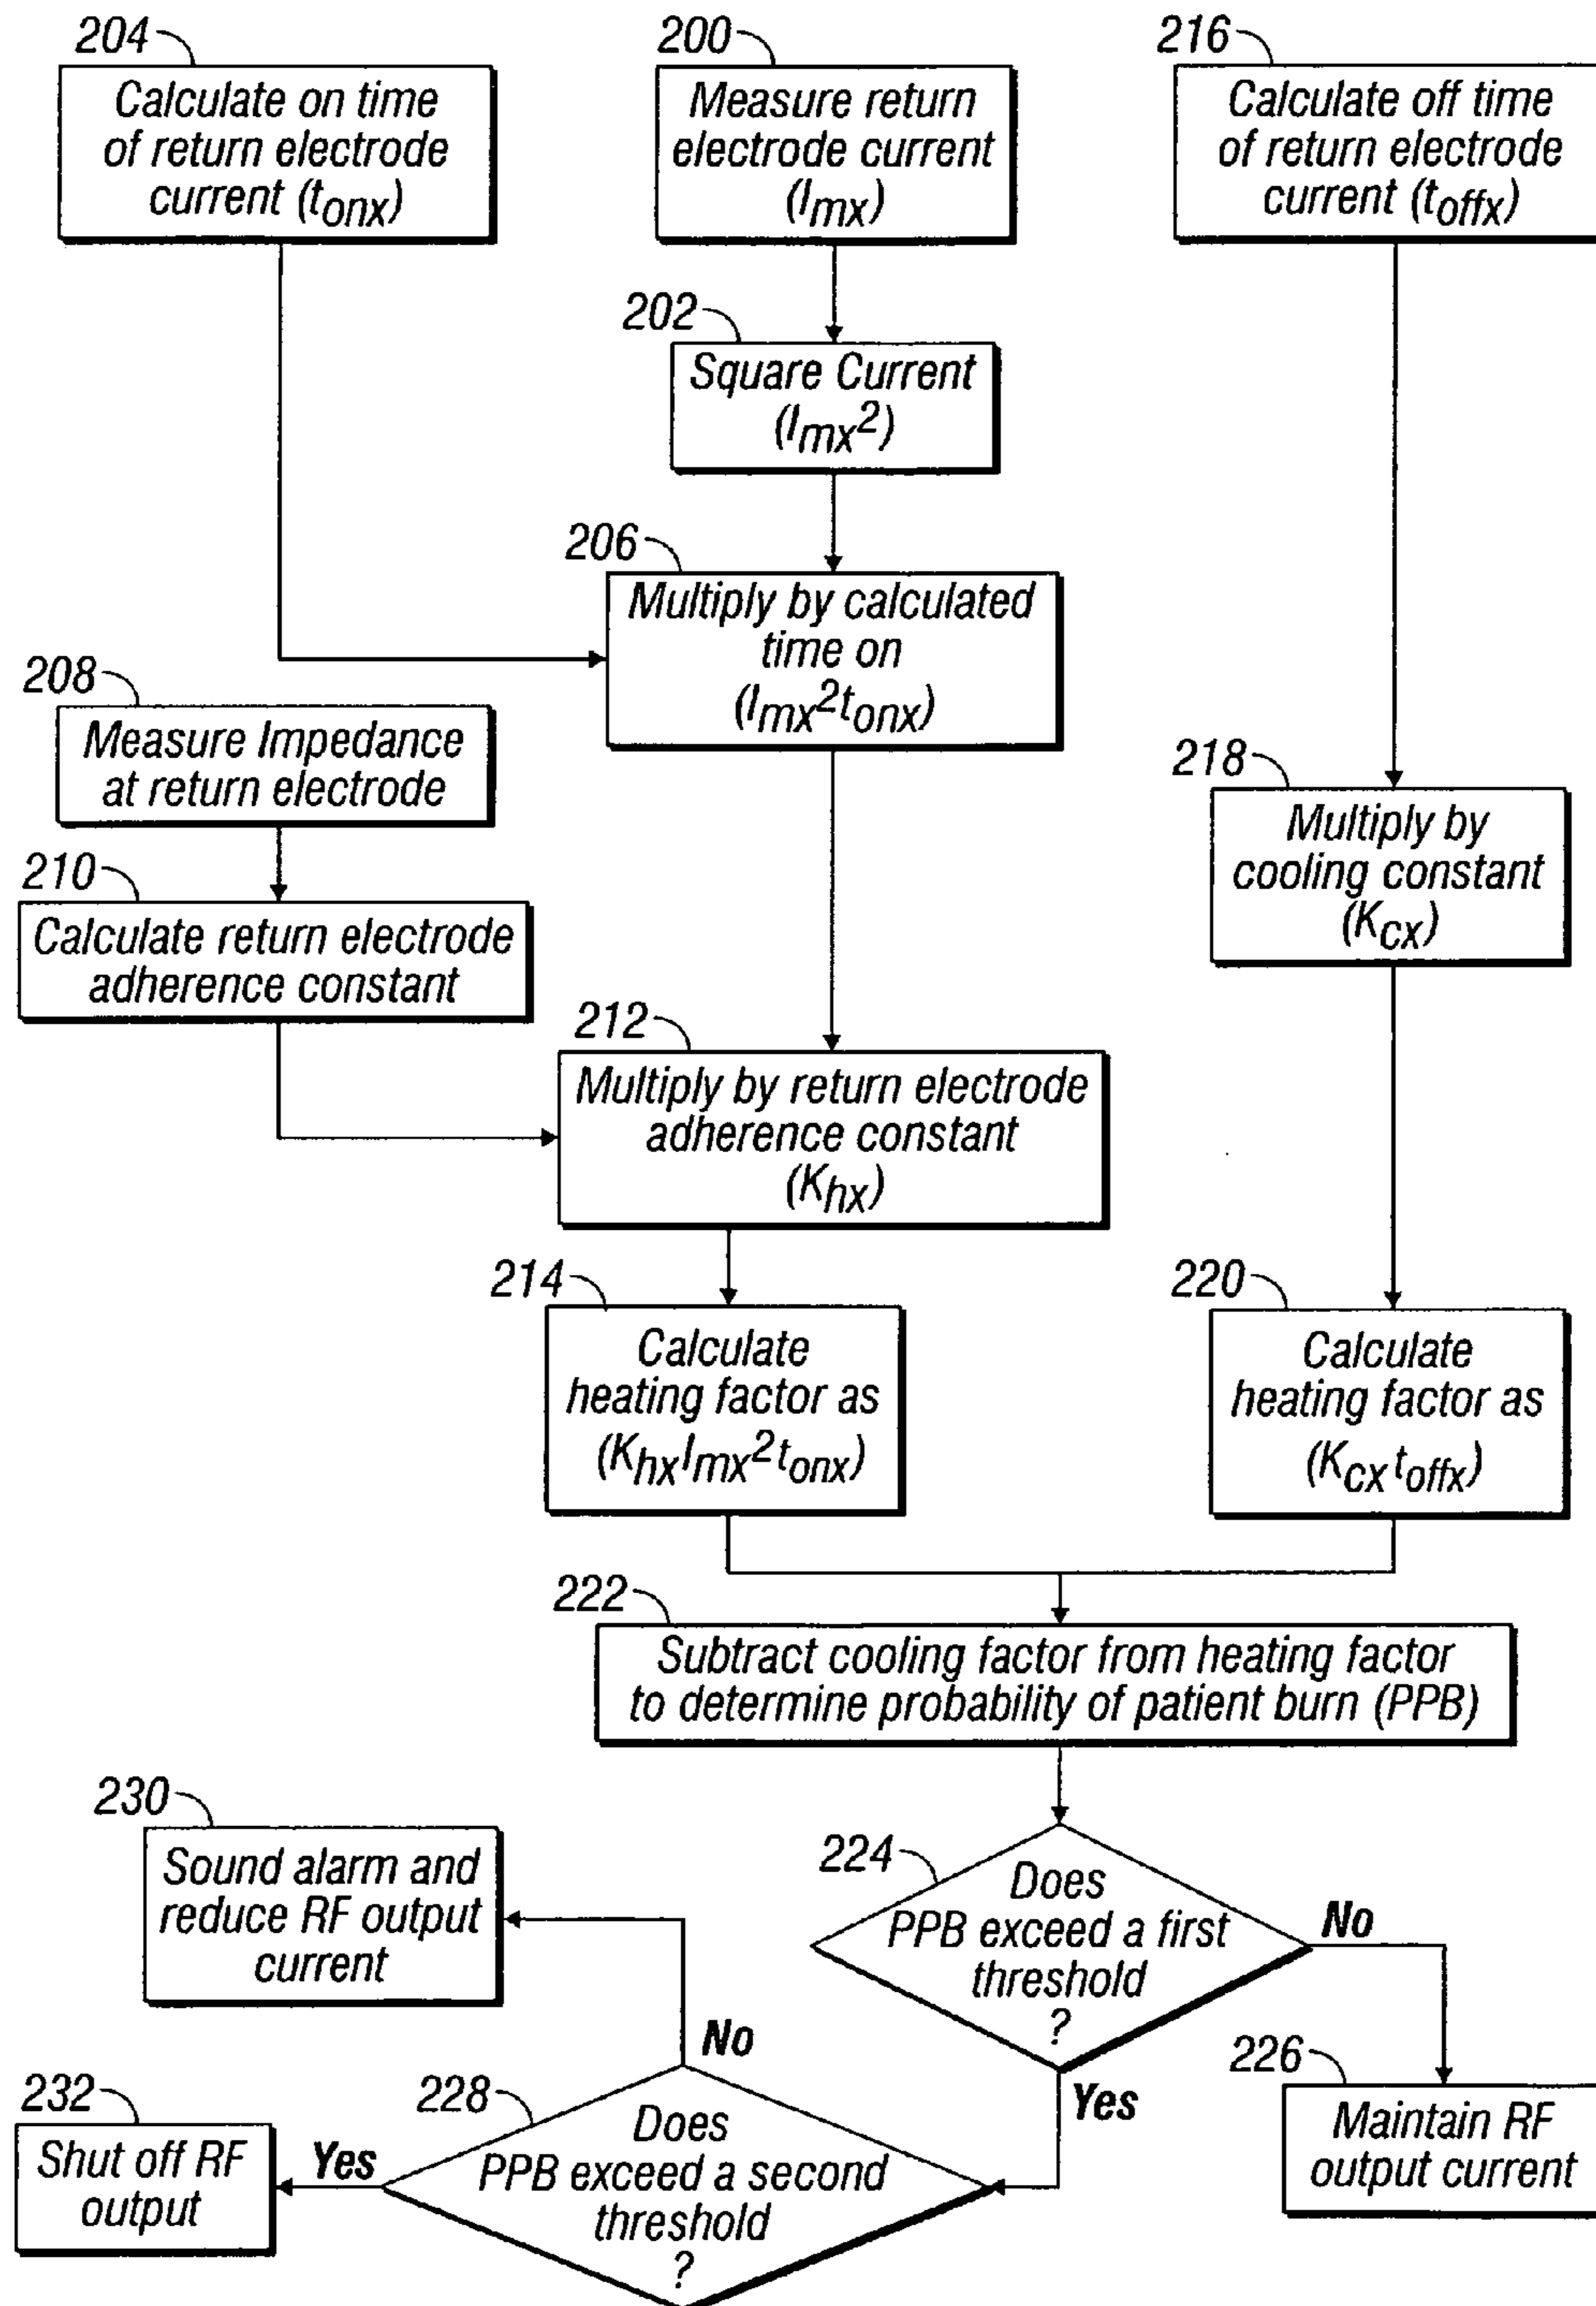 204
Calculate on time
of return electrode
current (tonx)
200
Measure return
electrode current
(Imx)
216
Calculate off time
of return electrode
current (toffx)
202
Square Current
(Imx²)
206
Multiply by calculated
time on
(Imx²tonx)
208
Measure Impedance
at return electrode
218
Multiply by
cooling constant
(Kcx)
210
Calculate return electrode
adherence constant
212
Multiply by return electrode
adherence constant
(Khx)
214
Calculate
heating factor as
(KhxImx²tonx)
220
Calculate
heating factor as
(Kcxtoffx)
222
Subtract cooling factor from heating factor
to determine probability of patient burn (PPB)
230
Sound alarm and
reduce RF output
current
224
Does
PPB exceed a first
threshold
?
No
Yes
226
Maintain RF
output current
228
Does
PPB exceed a second
threshold
?
No
Yes
232
Shut off RF
output